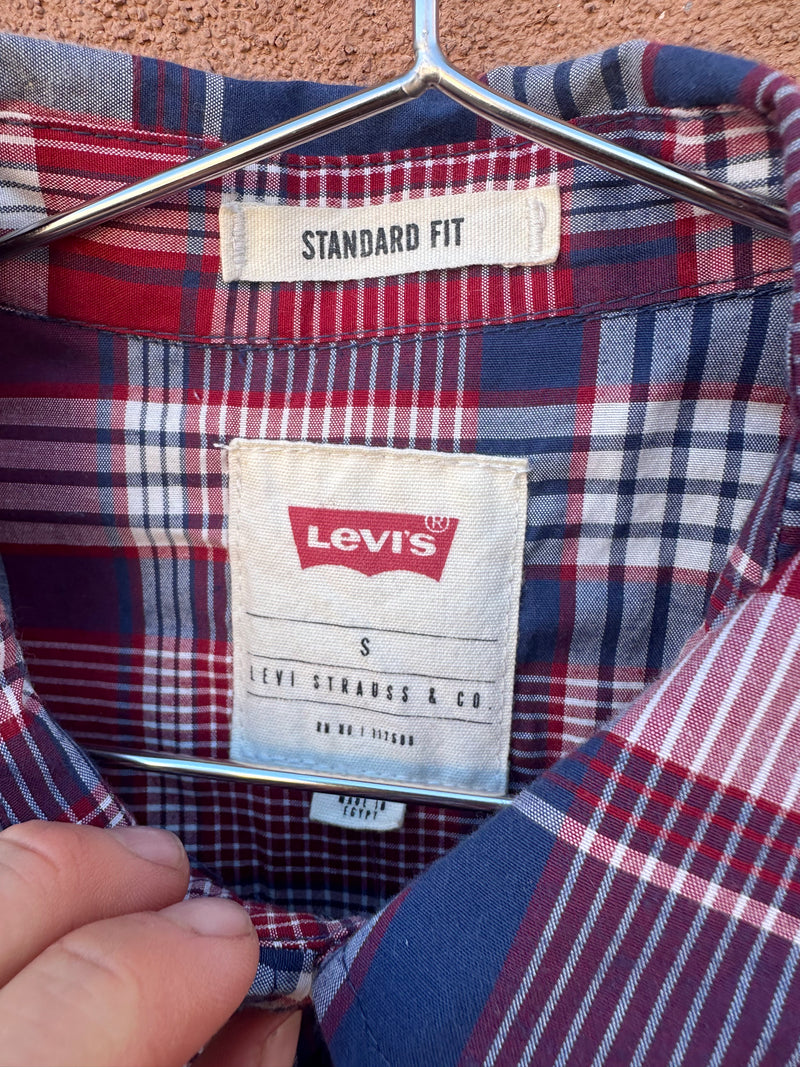 STANDARD FIT
LEVI'S®
S
LEVI STRAUSS & CO.
MADE IN
EGYPT